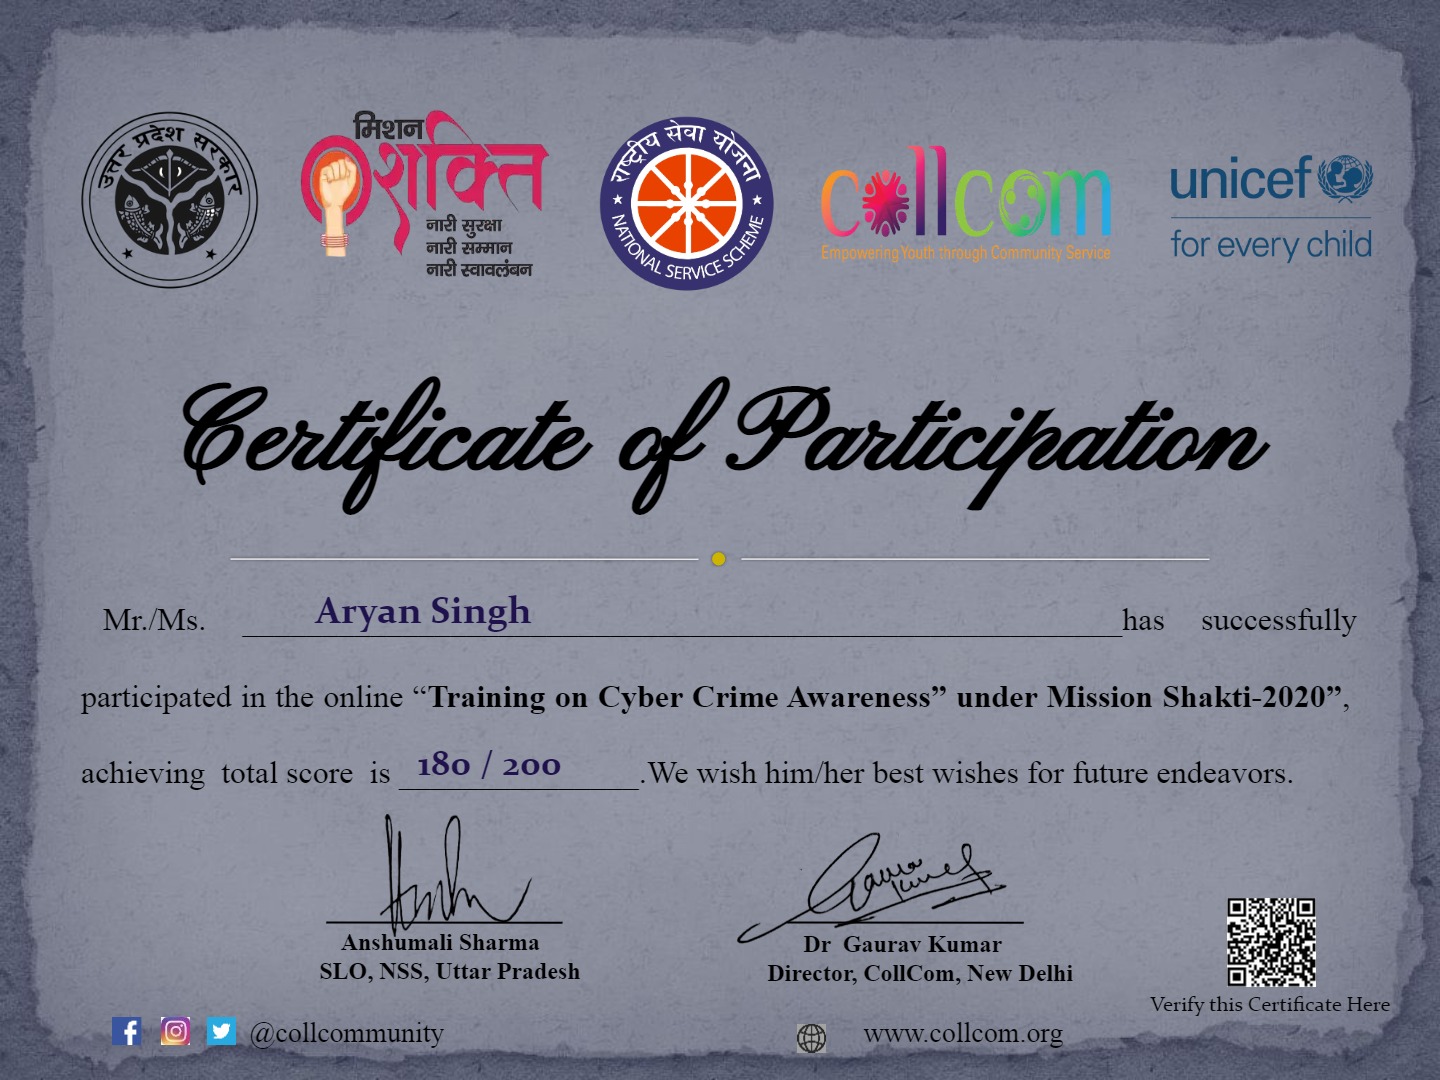 उत्तर प्रदेश सरकार
मिशन
शक्ति
नारी सुरक्षा
नारी सम्मान
नारी स्वावलंबन
राष्ट्रीय सेवा योजना
NATIONAL SERVICE SCHEME
collcom
Empowering Youth through Community Service
unicef
for every child
Certificate of Participation
Mr./Ms. Aryan Singh has successfully
participated in the online “Training on Cyber Crime Awareness” under Mission Shakti-2020”,
achieving total score is 180 / 200.We wish him/her best wishes for future endeavors.
Anshumali Sharma
SLO, NSS, Uttar Pradesh
Gaurav Kumar
Dr Gaurav Kumar
Director, CollCom, New Delhi
Verify this Certificate Here
@collcommunity
www.collcom.org